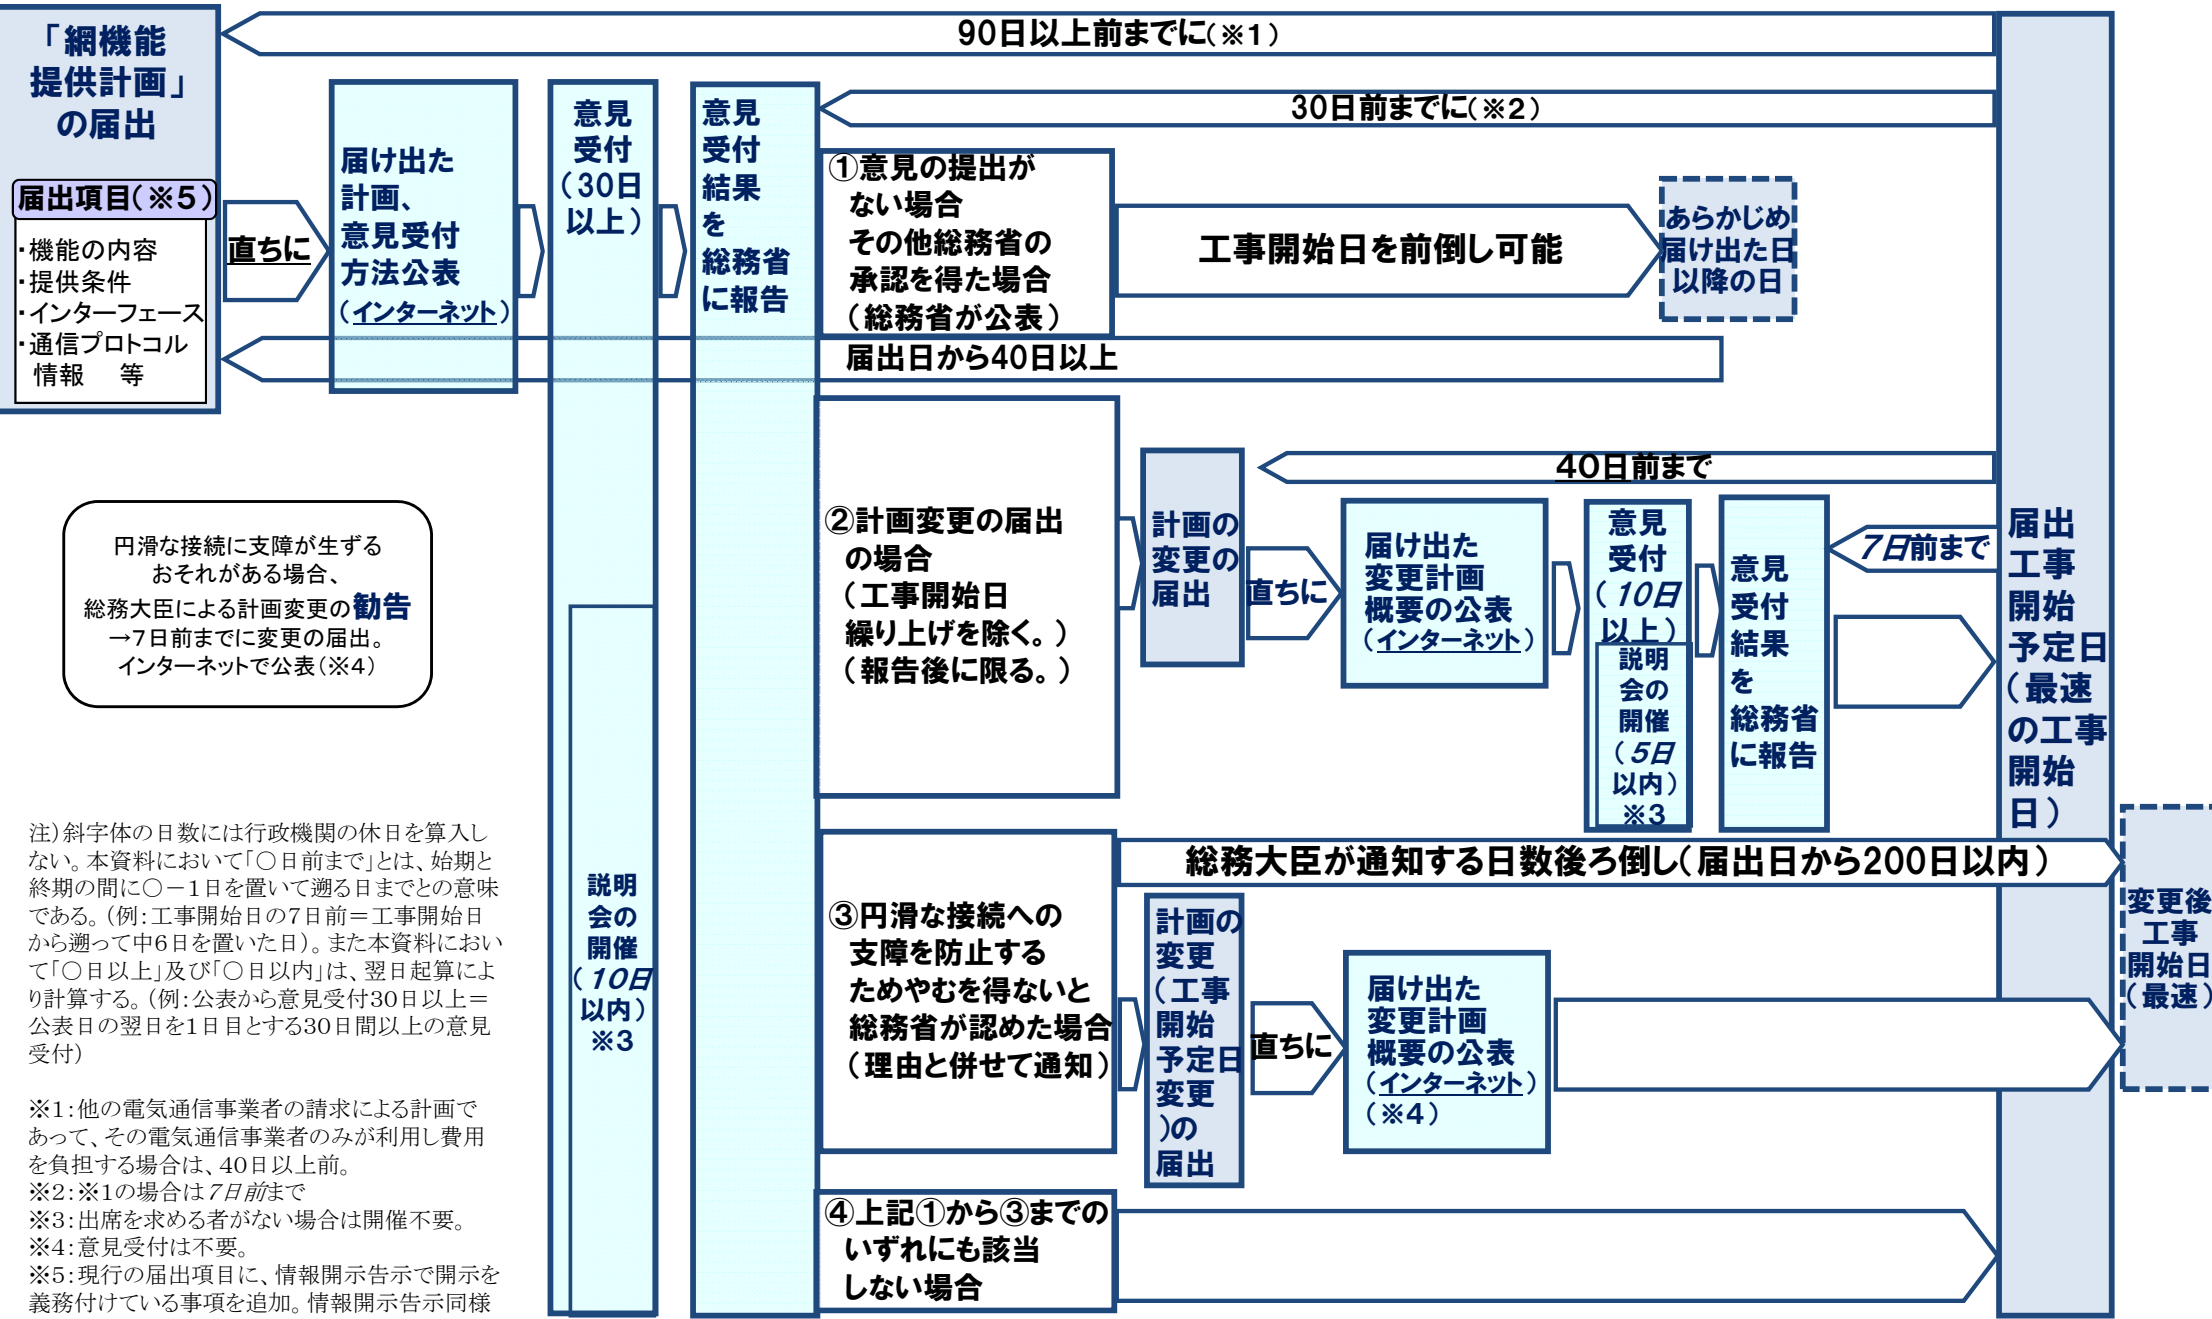 「網機能
提供計画」
の届出
届出項目(※5)
・機能の内容
・提供条件
・インターフェース
・通信プロトコル
情報　等
90日以上前までに(※1)
直ちに
届け出た
計画、
意見受付
方法公表
(インターネット)
意見
受付
(30日
以上)
説明
会の
開催
(10日
以内)
※3
意見
受付
結果
を
総務省
に報告
30日前までに(※2)
①意見の提出が
ない場合
その他総務省の
承認を得た場合
(総務省が公表)
工事開始日を前倒し可能
あらかじめ
届け出た日
以降の日
届出日から40日以上
②計画変更の届出
の場合
(工事開始日
繰り上げを除く。)
(報告後に限る。)
計画の
変更の
届出
40日前まで
直ちに
届け出た
変更計画
概要の公表
(インターネット)
意見
受付
(10日
以上)
説明
会の
開催
(5日
以内)
※3
意見
受付
結果
を
総務省
に報告
7日前まで
届出
工事
開始
予定日
(最速
の工事
開始
日)
③円滑な接続への
支障を防止する
ためやむを得ないと
総務省が認めた場合
(理由と併せて通知)
総務大臣が通知する日数後ろ倒し(届出日から200日以内)
計画の
変更
(工事
開始
予定日
変更
)の
届出
直ちに
届け出た
変更計画
概要の公表
(インターネット)
(※4)
変更後
工事
開始日
(最速)
④上記①から③までの
いずれにも該当
しない場合
円滑な接続に支障が生ずる
おそれがある場合、
総務大臣による計画変更の勧告
→7日前までに変更の届出。
インターネットで公表(※4)
注)斜字体の日数には行政機関の休日を算入し
ない。本資料において「○日前まで」とは、始期と
終期の間に○－1日を置いて遡る日までとの意味
である。(例:工事開始日の7日前＝工事開始日
から遡って中6日を置いた日)。また本資料におい
て「○日以上」及び「○日以内」は、翌日起算によ
り計算する。(例:公表から意見受付30日以上＝
公表日の翌日を1日目とする30日間以上の意見
受付)
※1:他の電気通信事業者の請求による計画で
あって、その電気通信事業者のみが利用し費用
を負担する場合は、40日以上前。
※2:※1の場合は7日前まで
※3:出席を求める者がない場合は開催不要。
※4:意見受付は不要。
※5:現行の届出項目に、情報開示告示で開示を
義務付けている事項を追加。情報開示告示同様